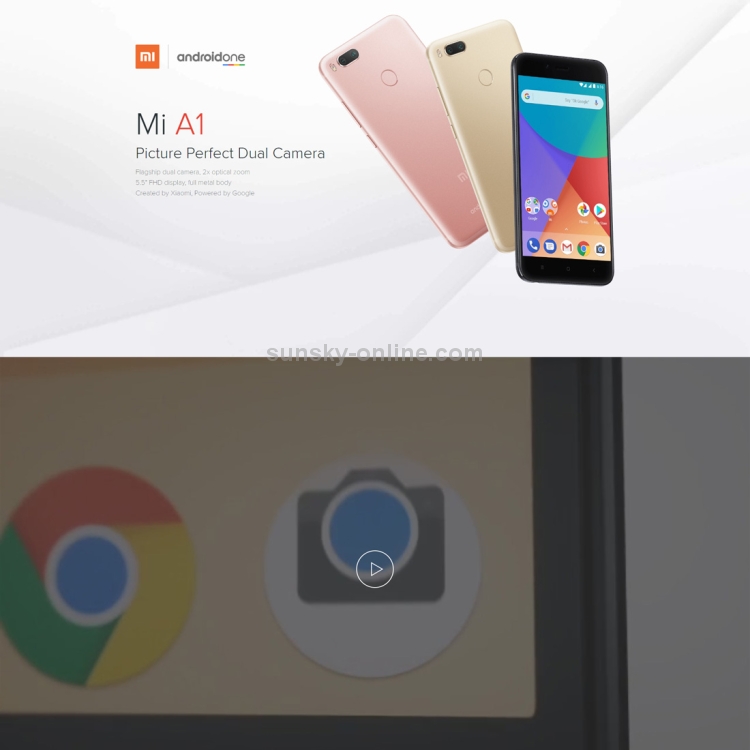 mi androidone
Mi A1
Picture Perfect Dual Camera
Flagship dual camera, 2x optical zoom
5.5" FHD display, full metal body
Created by Xiaomi, Powered by Google
sunsky-online.com